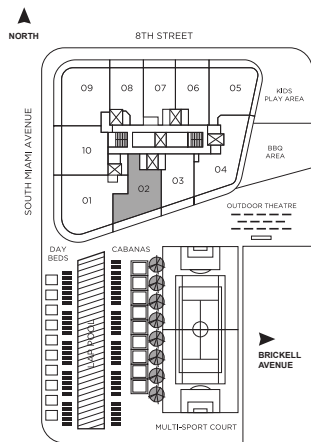 NORTH
8TH STREET
SOUTH MIAMI AVENUE
09
08
07
06
05
KIDS
PLAY AREA
10
BBQ
AREA
04
03
02
01
OUTDOOR THEATRE
DAY
BEDS
CABANAS
LAP POOL
BRICKELL
AVENUE
MULTI-SPORT COURT